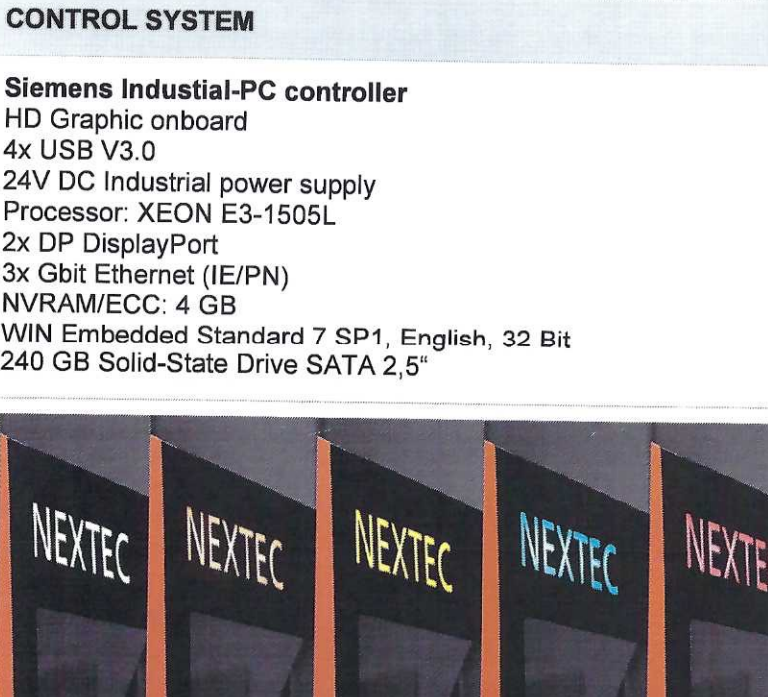 CONTROL SYSTEM
Siemens Industial-PC controller
HD Graphic onboard
4x USB V3.0
24V DC Industrial power supply
Processor: XEON E3-1505L
2x DP DisplayPort
3x Gbit Ethernet (IE/PN)
NVRAM/ECC: 4 GB
WIN Embedded Standard 7 SP1, English, 32 Bit
240 GB Solid-State Drive SATA 2,5“
NEXTEC NEXTEC NEXTEC NEXTEC NEXTE